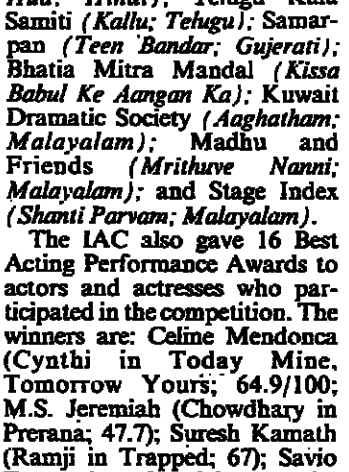 Telugu Kala
Samiti (Kallu; Telugu); Samar-
pan (Teen Bandar; Gujerati);
Bhatia Mitra Mandal (Kissa
Babul Ke Aangan Ka); Kuwait
Dramatic Society (Aaghatham;
Malayalam); Madhu and
Friends (Mrithuve Nanni;
Malayalam); and Stage Index
(Shanti Parvam; Malayalam).
The IAC also gave 16 Best
Acting Performance Awards to
actors and actresses who par-
ticipated in the competition. The
winners are: Celine Mendonca
(Cynthi in Today Mine,
Tomorrow Yours; 64.9/100;
M.S. Jeremiah (Chowdhary in
Prerana; 47.7); Suresh Kamath
(Ramji in Trapped; 67); Savio